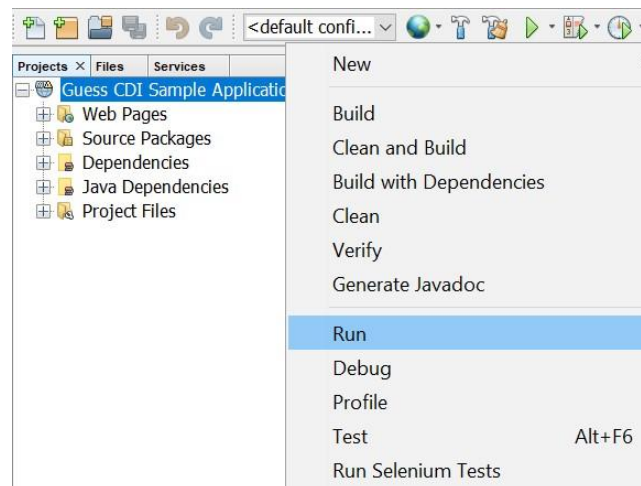 <default confi...
Projects Files Services
Guess CDI Sample Applicatio
Web Pages
Source Packages
Dependencies
Java Dependencies
Project Files
New
Build
Clean and Build
Build with Dependencies
Clean
Verify
Generate Javadoc
Run
Debug
Profile
Test Alt+F6
Run Selenium Tests